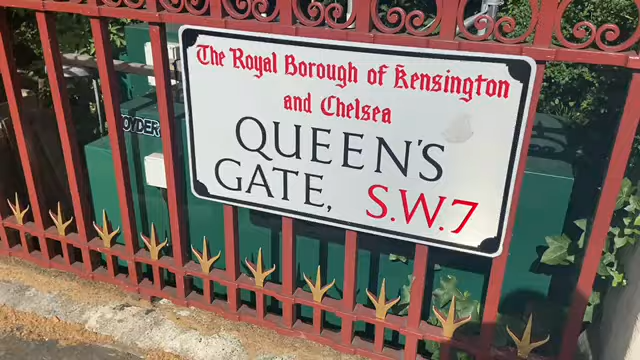 The Royal Borough of Kensington
and Chelsea
QUEEN'S
GATE, S.W.7